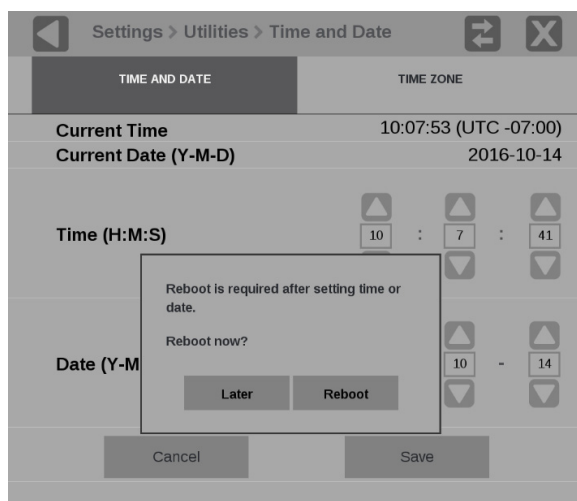 Settings > Utilities > Time and Date
TIME AND DATE
TIME ZONE
Current Time 10:07:53 (UTC -07:00)
Current Date (Y-M-D) 2016-10-14
Time (H:M:S) 10 : 7 : 41
Reboot is required after setting time or
date.
Reboot now?
Date (Y-M 10 - 14
Later Reboot
Cancel Save